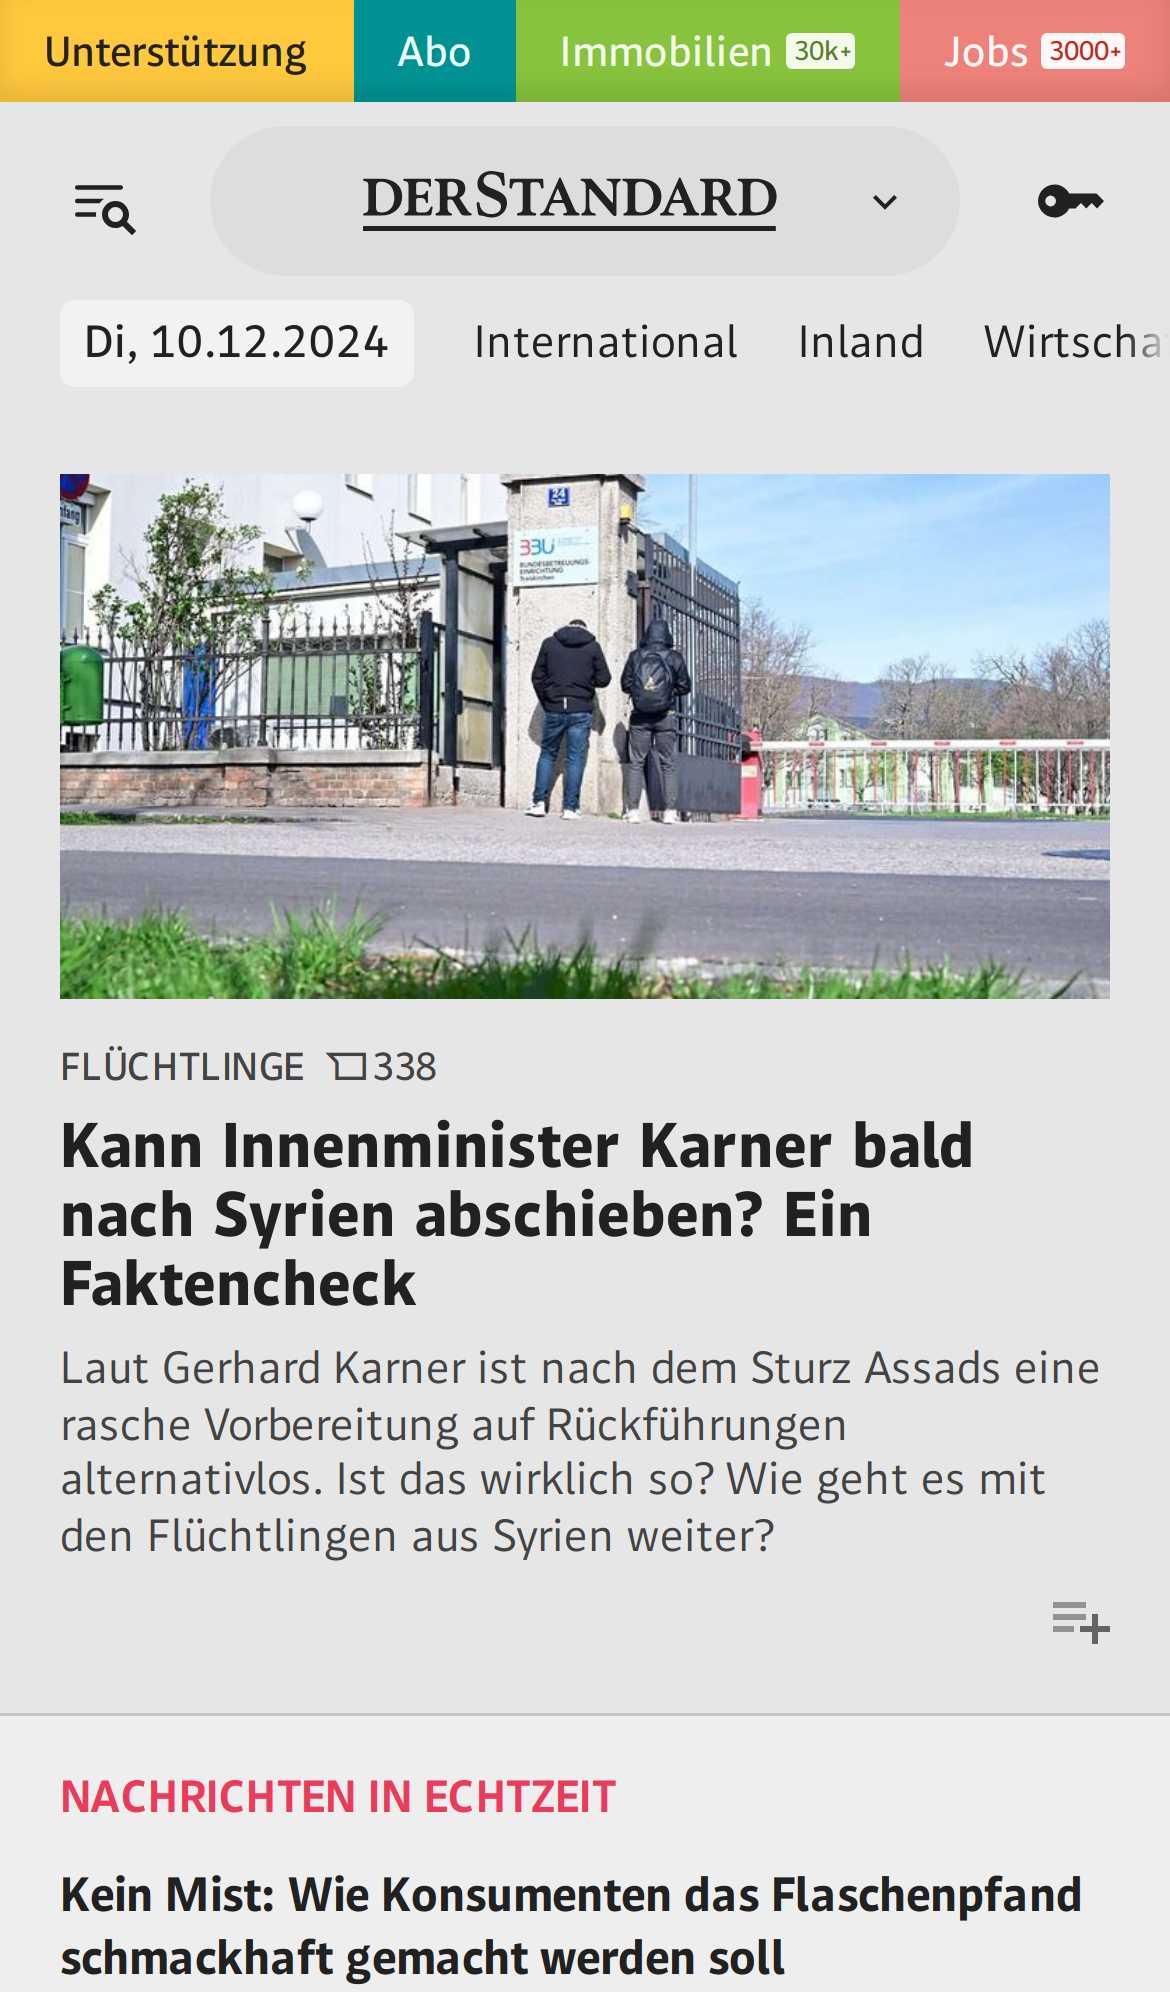 Unterstützung Abo Immobilien 30k+ Jobs 3000+
DERSTANDARD
Di, 10.12.2024 International Inland Wirtscha
24
BBU
BUNDESBETREUUNGS-
EINRICHTUNG
Traiskirchen
FLÜCHTLINGE 338
Kann Innenminister Karner bald
nach Syrien abschieben? Ein
Faktencheck
Laut Gerhard Karner ist nach dem Sturz Assads eine
rasche Vorbereitung auf Rückführungen
alternativlos. Ist das wirklich so? Wie geht es mit
den Flüchtlingen aus Syrien weiter?
NACHRICHTEN IN ECHTZEIT
Kein Mist: Wie Konsumenten das Flaschenpfand
schmackhaft gemacht werden soll